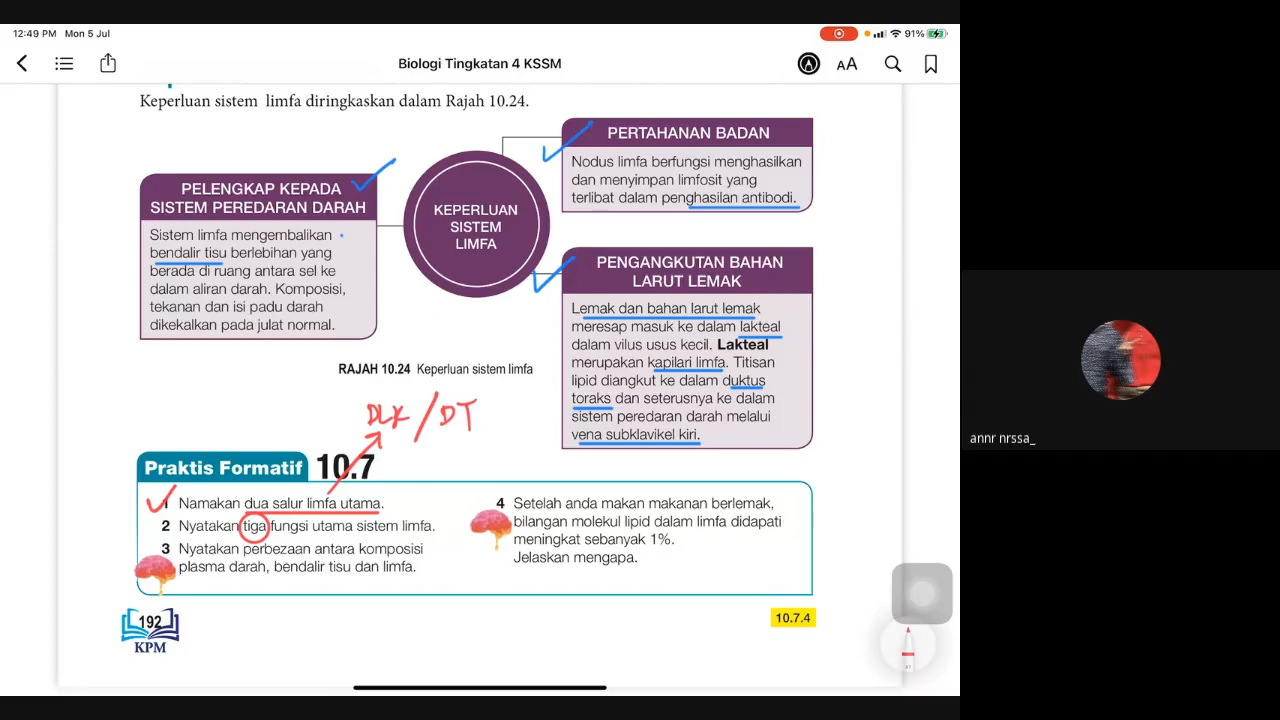 12:49 PM Mon 5 Jul
91%
Biologi Tingkatan 4 KSSM
AA
Keperluan sistem limfa diringkaskan dalam Rajah 10.24.
PELENGKAP KEPADA
SISTEM PEREDARAN DARAH
Sistem limfa mengembalikan
bendalir tisu berlebihan yang
berada di ruang antara sel ke
dalam aliran darah. Komposisi,
tekanan dan isi padu darah
dikekalkan pada julat normal.
KEPERLUAN
SISTEM
LIMFA
PERTAHANAN BADAN
Nodus limfa berfungsi menghasilkan
dan menyimpan limfosit yang
terlibat dalam penghasilan antibodi.
PENGANGKUTAN BAHAN
LARUT LEMAK
Lemak dan bahan larut lemak
meresap masuk ke dalam lakteal
dalam vilus usus kecil. Lakteal
merupakan kapilari limfa. Titisan
lipid diangkut ke dalam duktus
toraks dan seterusnya ke dalam
sistem peredaran darah melalui
vena subklavikel kiri.
RAJAH 10.24 Keperluan sistem limfa
DLK / DT
Praktis Formatif 10.7
1 Namakan dua salur limfa utama.
2 Nyatakan tiga fungsi utama sistem limfa.
3 Nyatakan perbezaan antara komposisi
plasma darah, bendalir tisu dan limfa.
4 Setelah anda makan makanan berlemak,
bilangan molekul lipid dalam limfa didapati
meningkat sebanyak 1%.
Jelaskan mengapa.
192
KPM
10.7.4
annr nrssa_